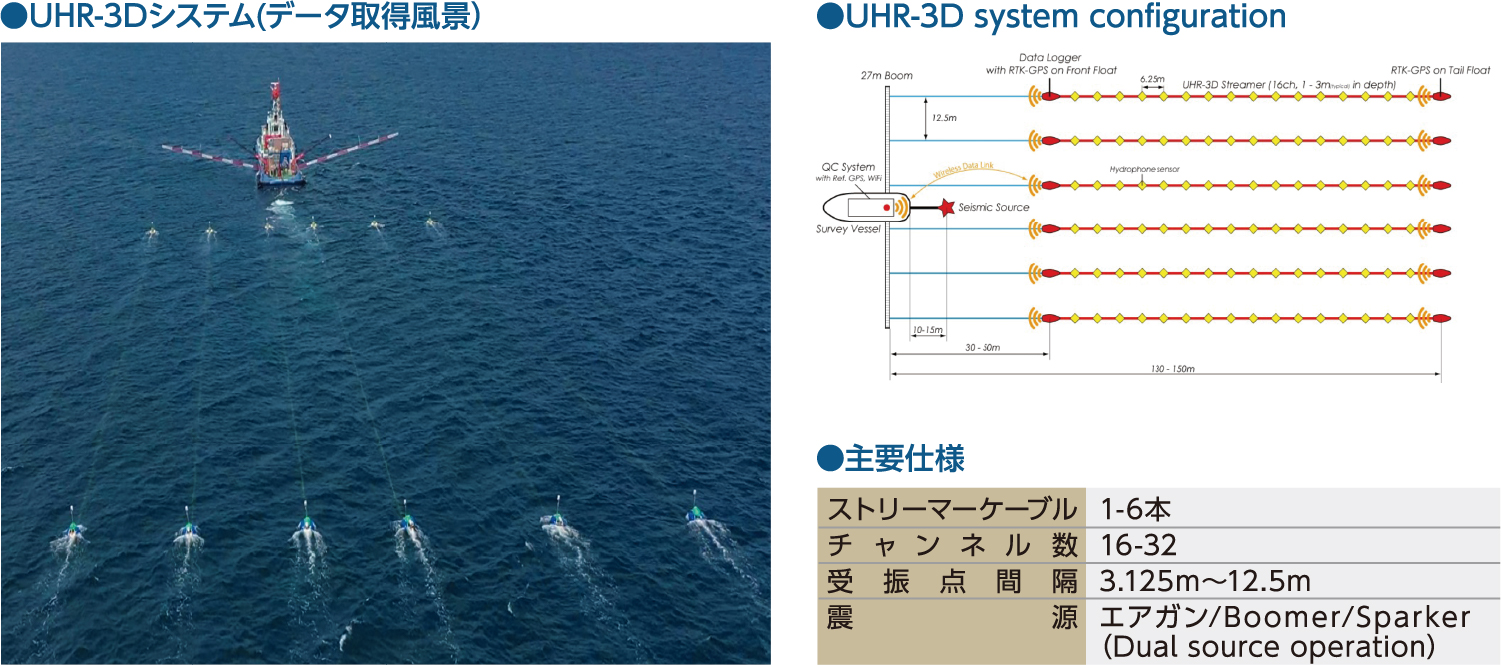 ●UHR-3Dシステム(データ取得風景)
●UHR-3D system configuration
Data Logger
with RTK-GPS on Front Float
RTK-GPS on Tail Float
27m Boom
6.25m
UHR-3D Streamer (16ch, 1 - 3m(typical) in depth)
12.5m
QC System
with Ref. GPS, WiFi
Wireless Data Link
Hydrophone sensor
Seismic Source
Survey Vessel
10-15m
30 - 50m
130 - 150m
●主要仕様
ストリーマーケーブル 1-6本
チャンネル数 16-32
受振点間隔 3.125m～12.5m
震源 エアガン/Boomer/Sparker
(Dual source operation)